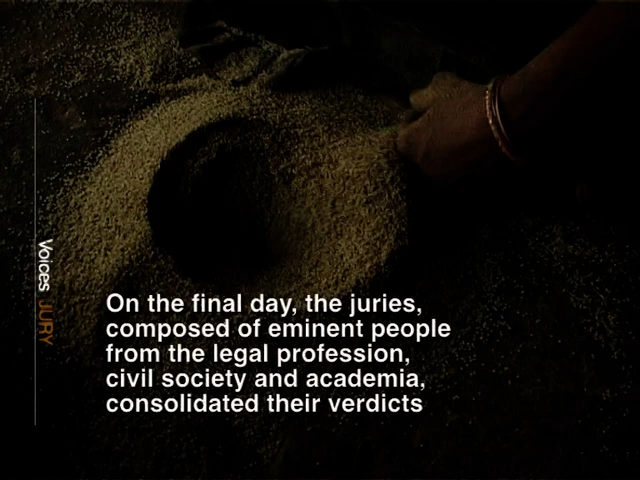 Voices JURY
On the final day, the juries,
composed of eminent people
from the legal profession,
civil society and academia,
consolidated their verdicts